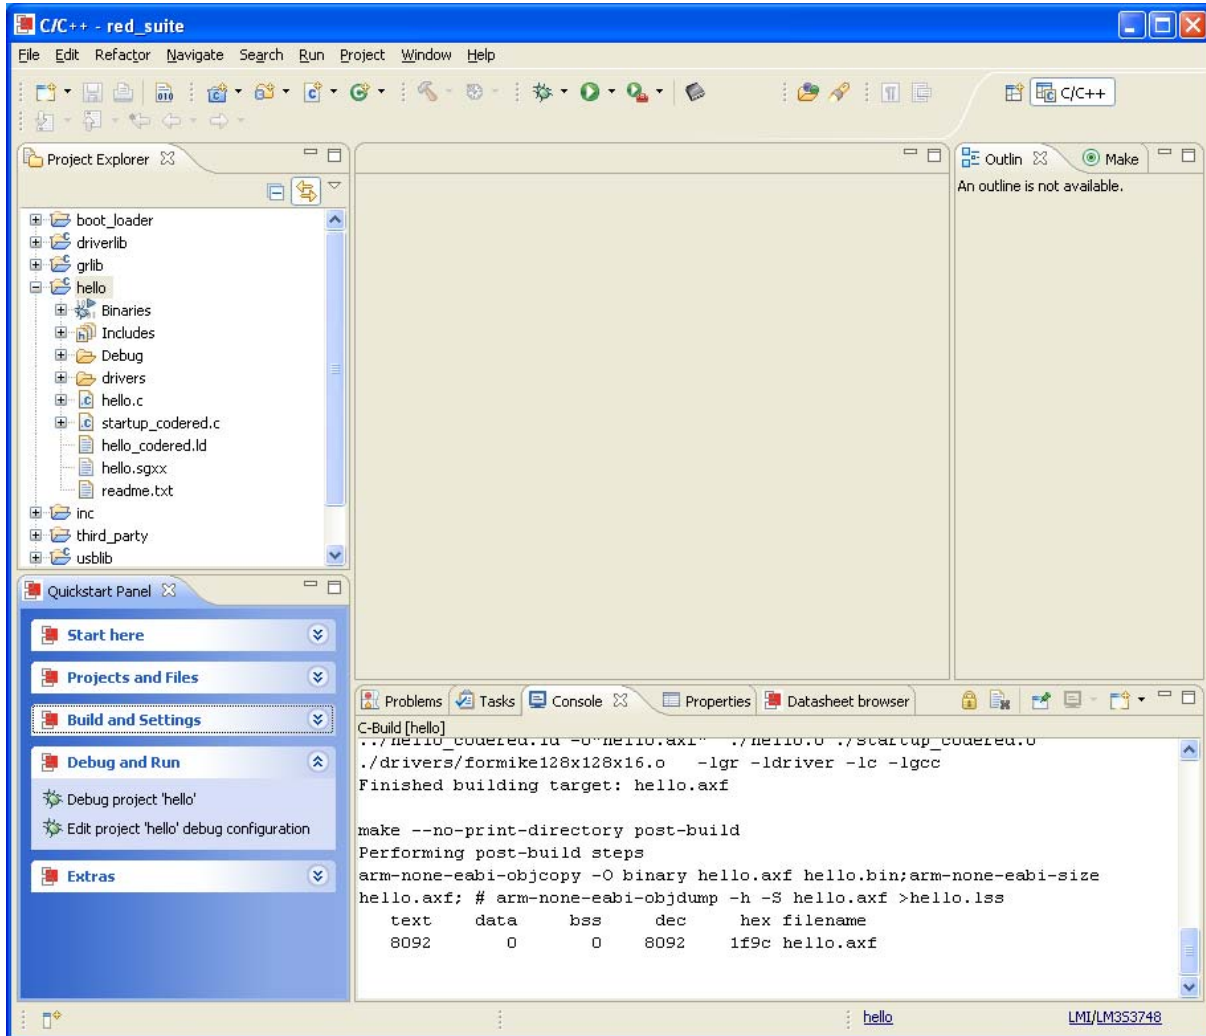 C/C++ - red_suite
File Edit Refactor Navigate Search Run Project Window Help
C/C++
Project Explorer
Outlin Make
An outline is not available.
boot_loader
driverlib
grlib
hello
Binaries
Includes
Debug
drivers
hello.c
startup_codered.c
hello_codered.ld
hello.sgxx
readme.txt
inc
third_party
usblib
Quickstart Panel
Start here
Projects and Files
Build and Settings
Debug and Run
Debug project 'hello'
Edit project 'hello' debug configuration
Extras
Problems Tasks Console Properties Datasheet browser
C-Build [hello]
../hello_codered.ld -o"hello.axf" ./hello.o ./startup_codered.o
./drivers/formike128x128x16.o -lgr -ldriver -lc -lgcc
Finished building target: hello.axf
make --no-print-directory post-build
Performing post-build steps
arm-none-eabi-objcopy -O binary hello.axf hello.bin;arm-none-eabi-size
hello.axf; # arm-none-eabi-objdump -h -S hello.axf >hello.lss
text data bss dec hex filename
8092 0 0 8092 1f9c hello.axf
hello LMI/LM3S3748